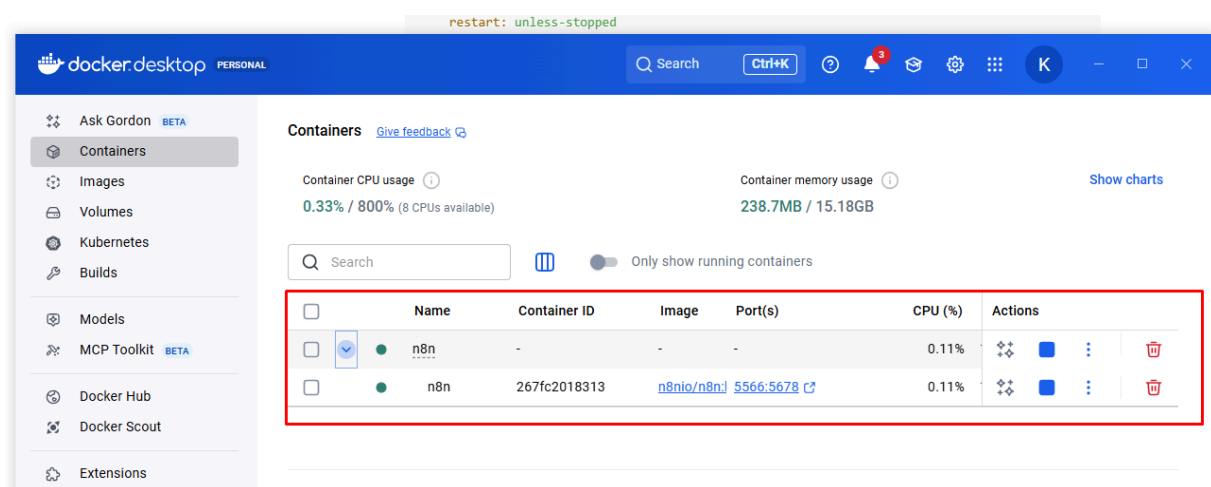 restart: unless-stopped
docker.desktop PERSONAL
Search Ctrl+K 3 K
Ask Gordon BETA
Containers
Images
Volumes
Kubernetes
Builds
Models
MCP Toolkit BETA
Docker Hub
Docker Scout
Extensions
Containers Give feedback
Container CPU usage
0.33% / 800% (8 CPUs available)
Container memory usage
238.7MB / 15.18GB
Show charts
Search
Only show running containers
Name Container ID Image Port(s) CPU (%) Actions
n8n - - - 0.11%
n8n 267fc2018313 n8nio/n8n:l 5566:5678 0.11%